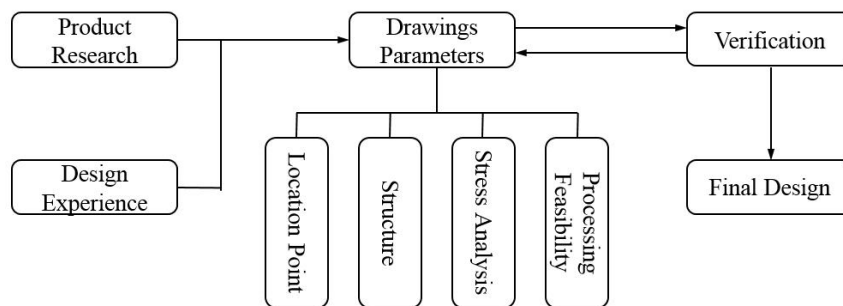 Product
Research
Drawings
Parameters
Verification
Design
Experience
Location Point
Structure
Stress Analysis
Processing
Feasibility
Final Design